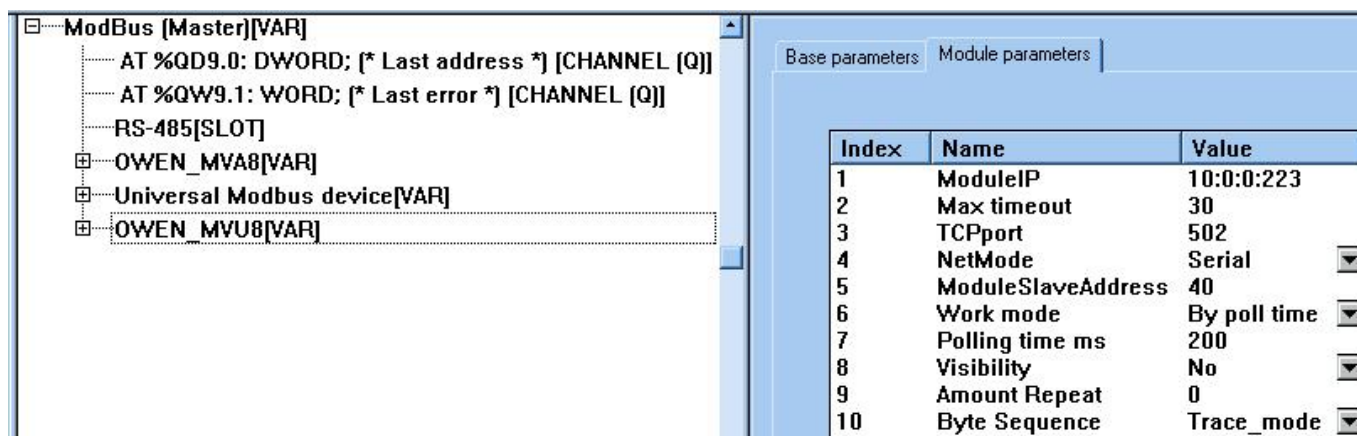 ModBus (Master)[VAR]
AT %QD9.0: DWORD; (* Last address *) [CHANNEL (Q)]
AT %QW9.1: WORD; (* Last error *) [CHANNEL (Q)]
RS-485[SLOT]
OWEN_MVA8[VAR]
Universal Modbus device[VAR]
OWEN_MVU8[VAR]
Base parameters Module parameters
Index Name Value
1 ModuleIP 10:0:0:223
2 Max timeout 30
3 TCPport 502
4 NetMode Serial
5 ModuleSlaveAddress 40
6 Work mode By poll time
7 Polling time ms 200
8 Visibility No
9 Amount Repeat 0
10 Byte Sequence Trace_mode